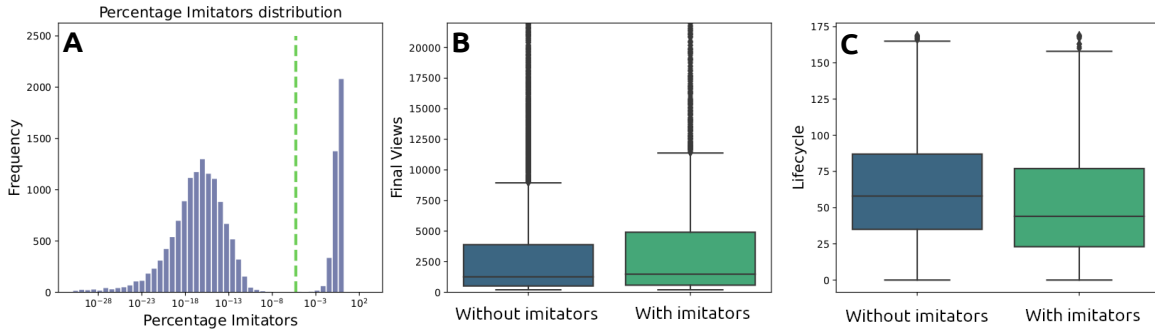 Percentage Imitators distribution
A
2500
2000
1500
1000
500
0
Frequency
10⁻²⁸ 10⁻²³ 10⁻¹⁸ 10⁻¹³ 10⁻⁸ 10⁻³ 10²
Percentage Imitators
B
20000
17500
15000
12500
10000
7500
5000
2500
0
Final Views
Without imitators With imitators
C
175
150
125
100
75
50
25
0
Lifecycle
Without imitators With imitators